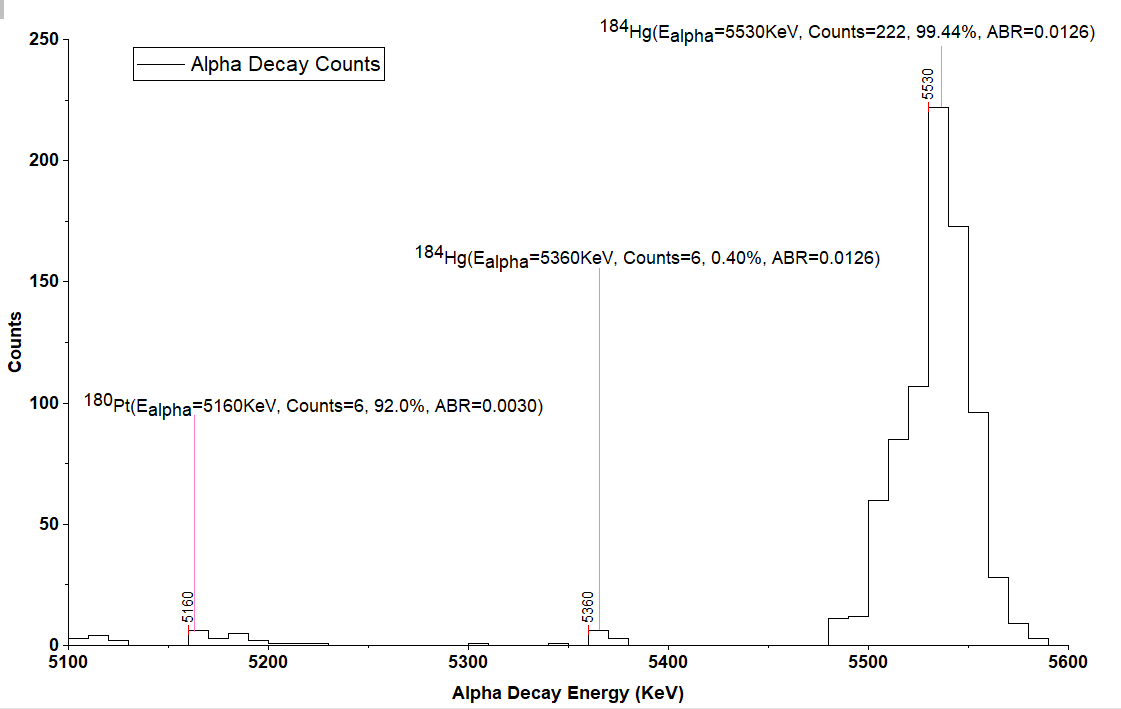 ¹⁸⁴Hg(Ealpha=5530KeV, Counts=222, 99.44%, ABR=0.0126)
250
Alpha Decay Counts
5530
200
¹⁸⁴Hg(Ealpha=5360KeV, Counts=6, 0.40%, ABR=0.0126)
150
Counts
¹⁸⁰Pt(Ealpha=5160KeV, Counts=6, 92.0%, ABR=0.0030)
100
50
5160
5360
0
5100 5200 5300 5400 5500 5600
Alpha Decay Energy (KeV)